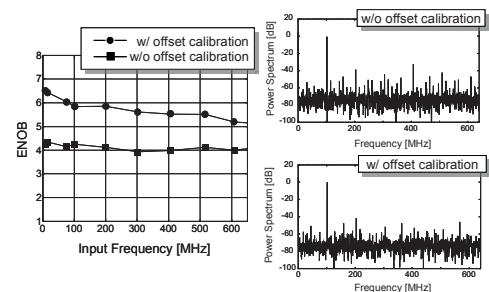 w/ offset calibration
w/o offset calibration
8
7
6
5
4
3
2
1
ENOB
0 100 200 300 400 500 600
Input Frequency [MHz]
w/o offset calibration
20
0
-20
-40
-60
-80
-100
Power Spectrum [dB]
0 200 400 600
Frequency [MHz]
w/ offset calibration
20
0
-20
-40
-60
-80
-100
Power Spectrum [dB]
0 200 400 600
Frequency [MHz]